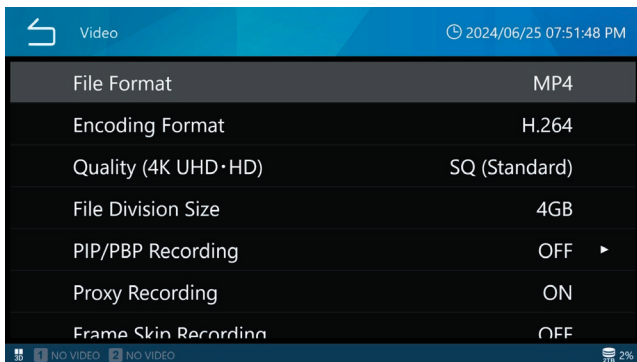 Video 2024/06/25 07:51:48 PM
File Format MP4
Encoding Format H.264
Quality (4K UHD・HD) SQ (Standard)
File Division Size 4GB
PIP/PBP Recording OFF ►
Proxy Recording ON
Frame Skip Recording OFF
3D 1 NO VIDEO 2 NO VIDEO 2TB 2%